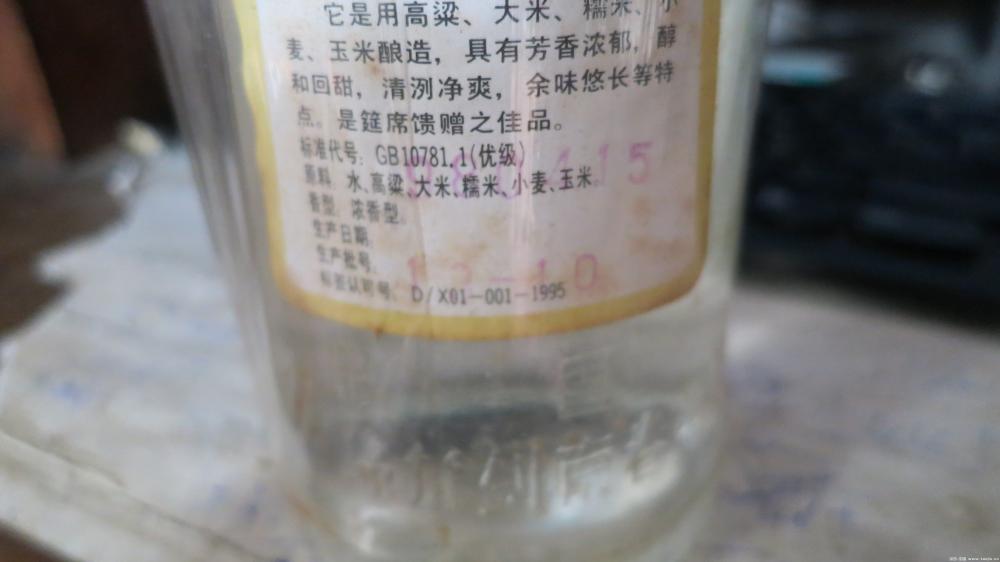 它是用高粱、大米、糯米、小
麦、玉米酿造，具有芳香浓郁，醇
和回甜，清洌净爽，余味悠长等特
点。是筵席馈赠之佳品。
标准代号：GB10781.1(优级)
980415
原料：水、高粱、大米、糯米、小麦、玉米。
香型：浓香型。
生产日期：
生产批号：
12-10
标签认可号：D/X01-001-1995